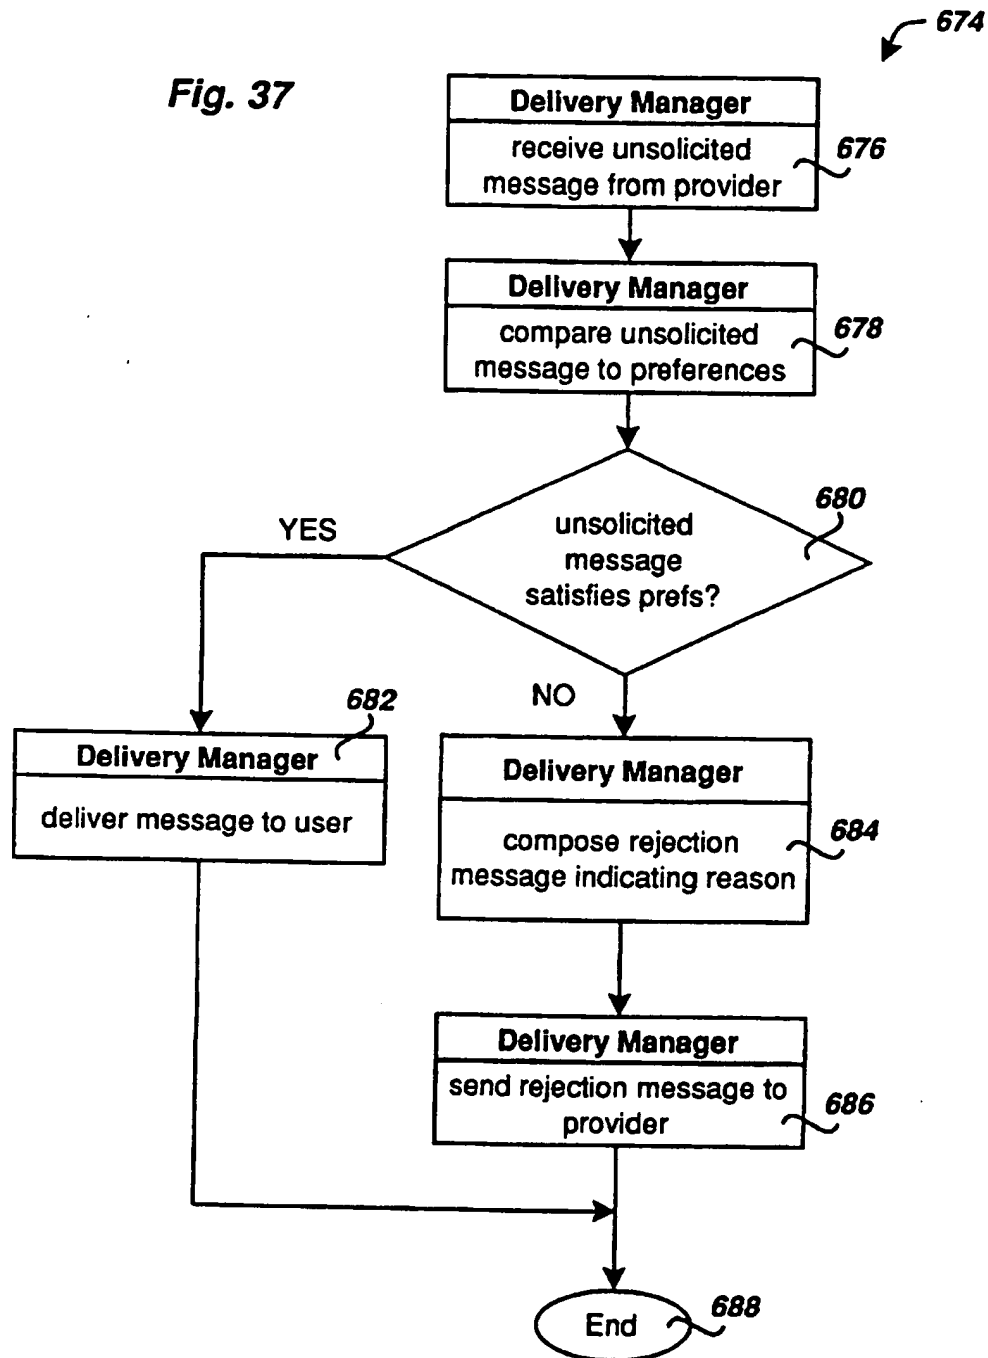 674
Fig. 37
Delivery Manager
receive unsolicited
message from provider
676
Delivery Manager
compare unsolicited
message to preferences
678
680
unsolicited
message
satisfies prefs?
YES
NO
682
Delivery Manager
deliver message to user
Delivery Manager
compose rejection
message indicating reason
684
Delivery Manager
send rejection message to
provider
686
End
688